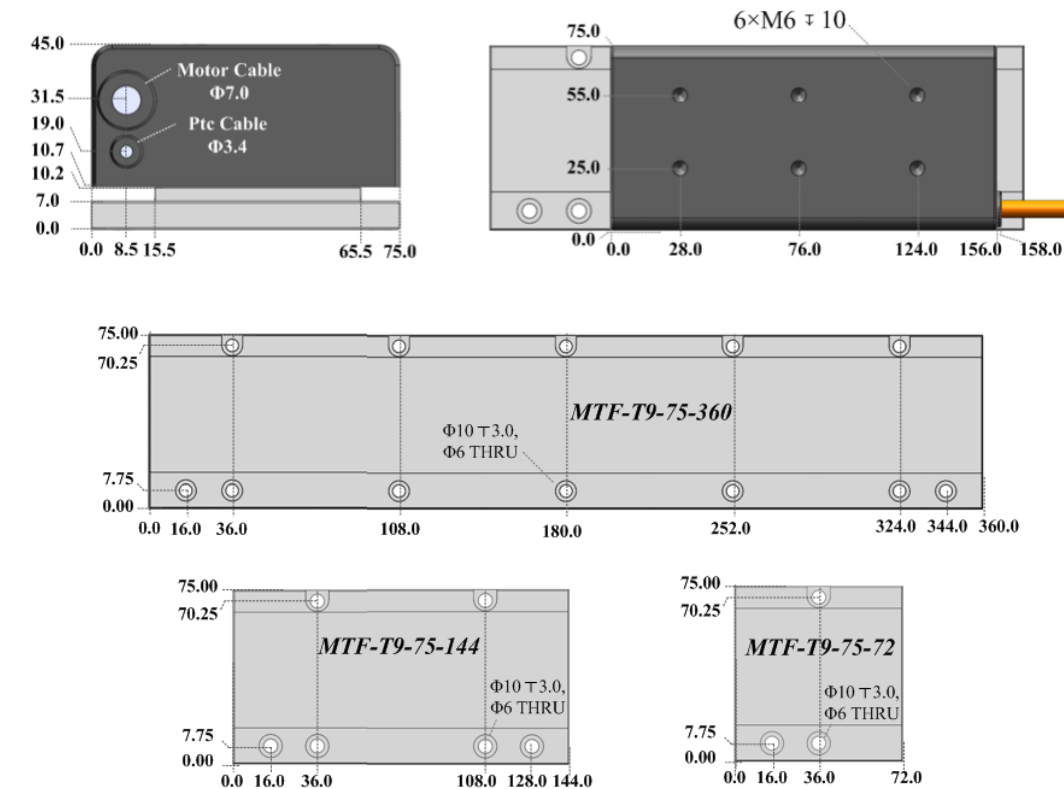 45.0
Motor Cable
Φ7.0
31.5
19.0
Ptc Cable
Φ3.4
10.7
10.2
7.0
0.0
0.0 8.5 15.5 65.5 75.0
6×M6 ↧ 10
75.0
55.0
25.0
0.0
0.0 28.0 76.0 124.0 156.0 158.0
75.00
70.25
MTF-T9-75-360
Φ10 ↧3.0,
Φ6 THRU
7.75
0.00
0.0 16.0 36.0 108.0 180.0 252.0 324.0 344.0 360.0
75.00
70.25
MTF-T9-75-144
Φ10 ↧3.0,
Φ6 THRU
7.75
0.00
0.0 16.0 36.0 108.0 128.0 144.0
75.00
70.25
MTF-T9-75-72
Φ10 ↧3.0,
Φ6 THRU
7.75
0.00
0.0 16.0 36.0 72.0